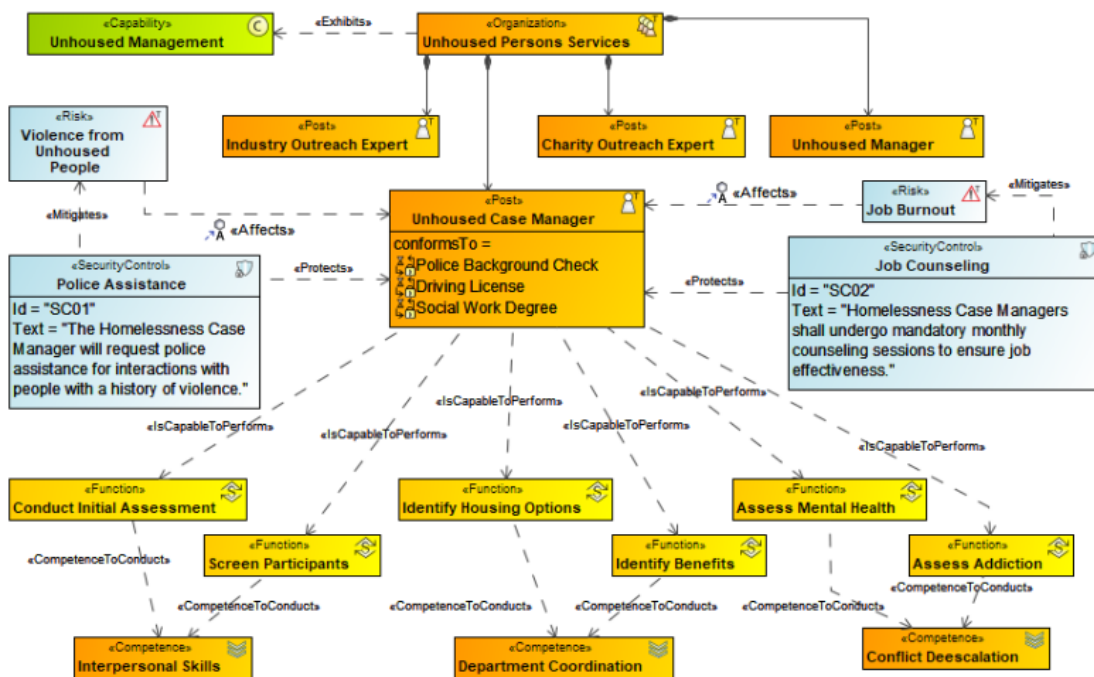 «Capability»
Unhoused Management
C
«Exhibits»
«Organization»
Unhoused Persons Services
T
«Risk»
T
Violence from
Unhoused
People
«Post»
T
Industry Outreach Expert
«Post»
T
Charity Outreach Expert
«Post»
T
Unhoused Manager
«Mitigates»
A
«Affects»
«Post»
T
Unhoused Case Manager
conformsTo =
Police Background Check
Driving License
Social Work Degree
A
«Affects»
«Risk»
T
Job Burnout
«Mitigates»
«SecurityControl»
Police Assistance
Id = "SC01"
Text = "The Homelessness Case
Manager will request police
assistance for interactions with
people with a history of violence."
«Protects»
«Protects»
«SecurityControl»
Job Counseling
Id = "SC02"
Text = "Homelessness Case Managers
shall undergo mandatory monthly
counseling sessions to ensure job
effectiveness."
«IsCapableToPerform»
«IsCapableToPerform»
«IsCapableToPerform»
«IsCapableToPerform»
«IsCapableToPerform»
«IsCapableToPerform»
«Function»
S
Conduct Initial Assessment
«Function»
S
Identify Housing Options
«Function»
S
Assess Mental Health
«Function»
S
Screen Participants
«Function»
S
Identify Benefits
«Function»
S
Assess Addiction
«CompetenceToConduct»
«CompetenceToConduct»
«CompetenceToConduct»
«CompetenceToConduct»
«CompetenceToConduct»
«CompetenceToConduct»
«Competence»
Interpersonal Skills
«Competence»
Department Coordination
«Competence»
Conflict Deescalation